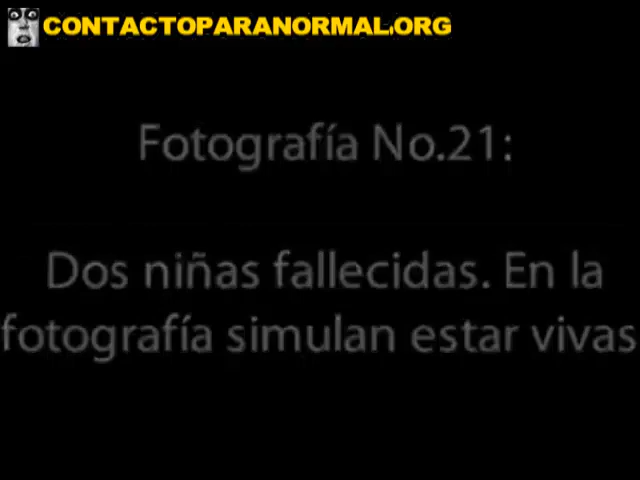 CONTACTOPARANORMAL.ORG
Fotografía No.21:
Dos niñas fallecidas. En la
fotografía simulan estar vivas